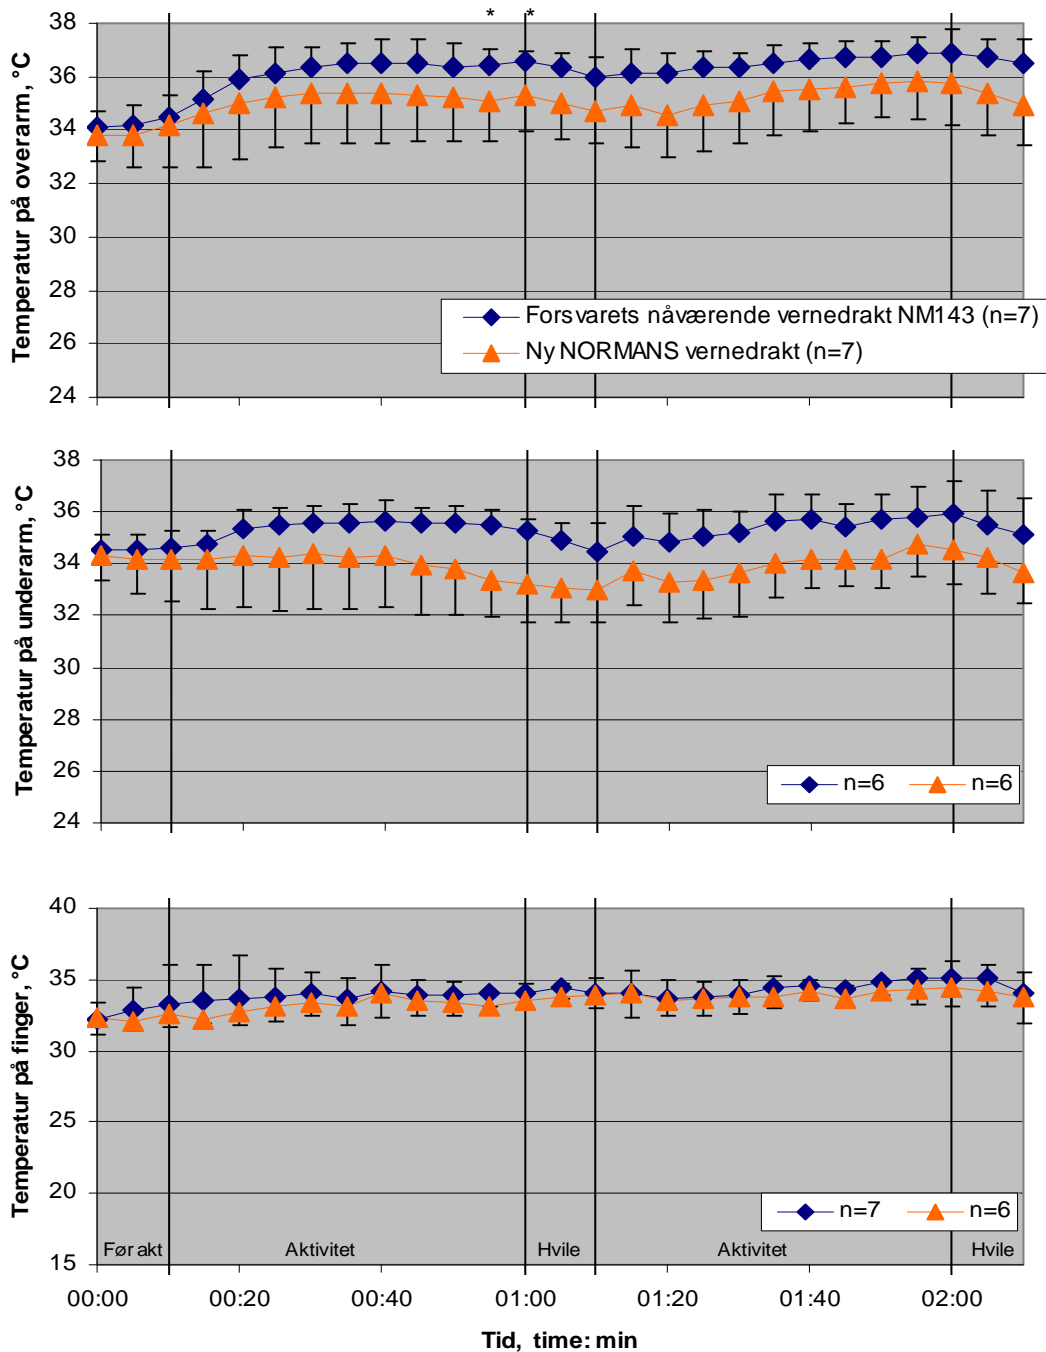 * *
Temperatur på overarm, °C
38
36
34
32
30
28
26
24
Forsvarets nåværende vernedrakt NM143 (n=7)
Ny NORMANS vernedrakt (n=7)
Temperatur på underarm, °C
38
36
34
32
30
28
26
24
n=6 n=6
Temperatur på finger, °C
40
35
30
25
20
15
n=7 n=6
Før akt Aktivitet Hvile Aktivitet Hvile
00:00 00:20 00:40 01:00 01:20 01:40 02:00
Tid, time: min